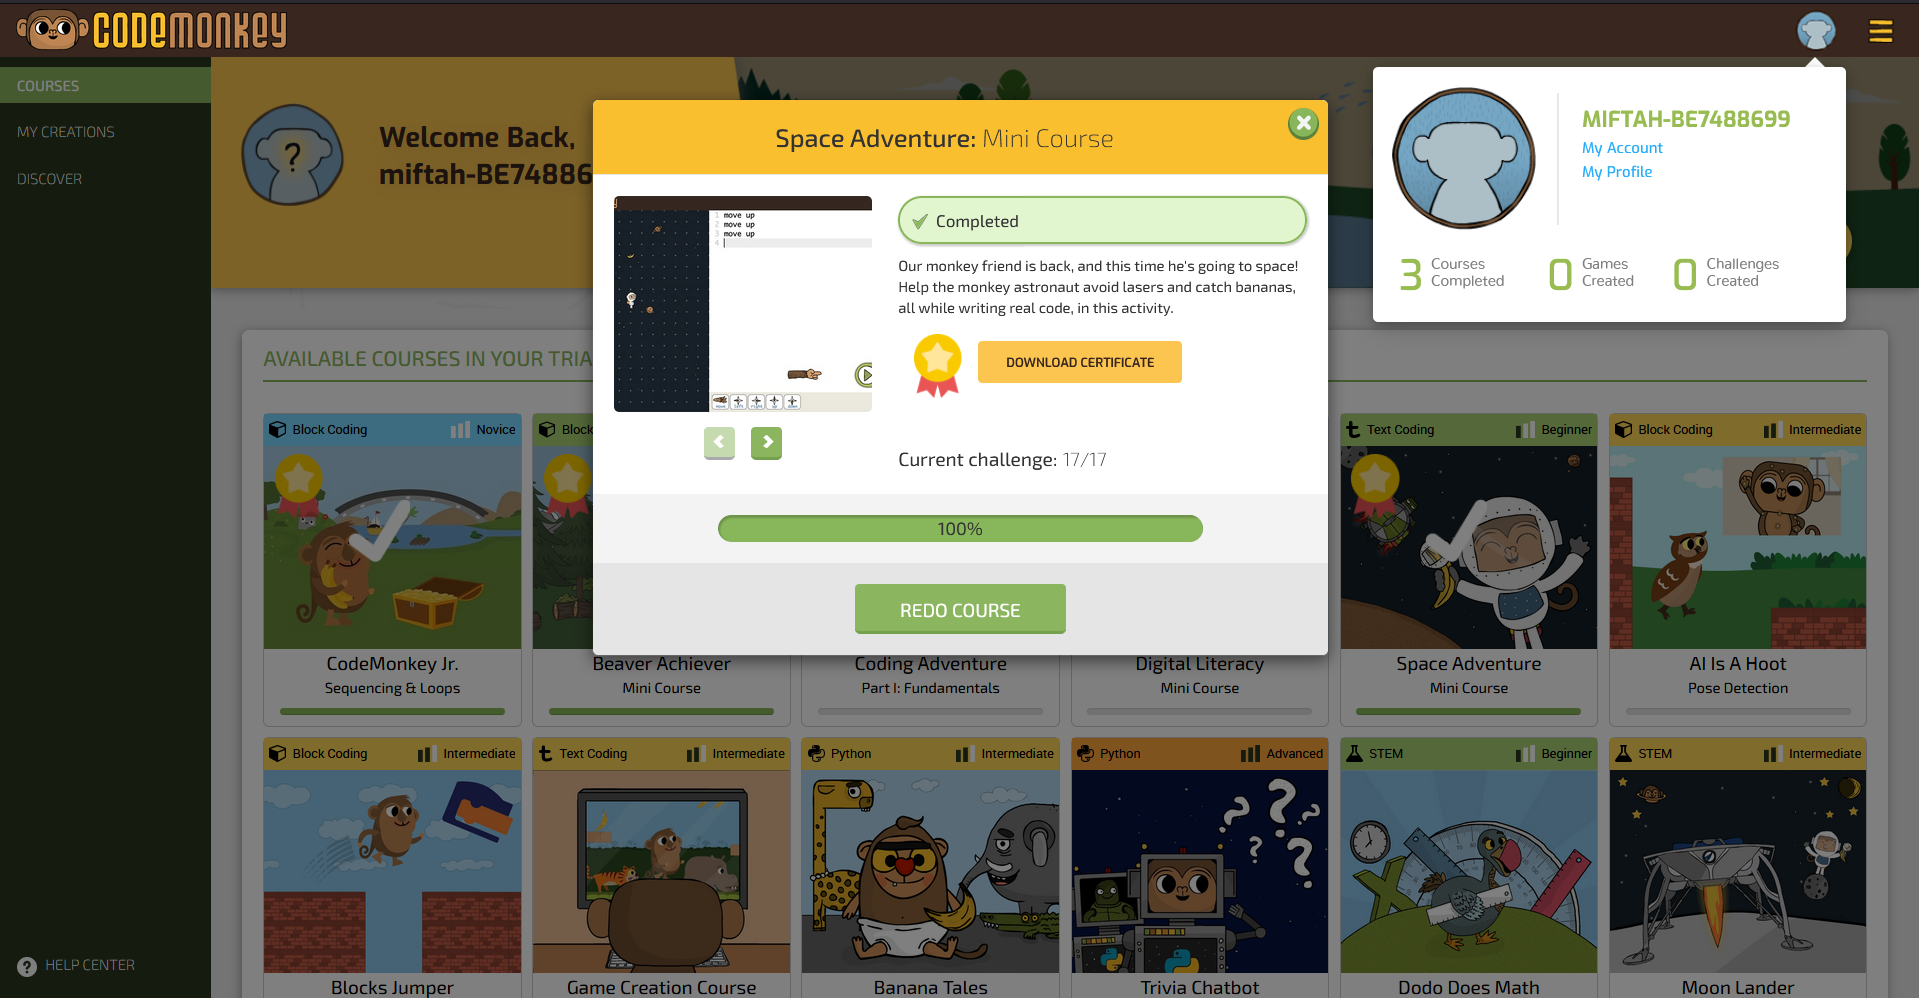 CODEMONKEY
COURSES
MY CREATIONS
DISCOVER
HELP CENTER
Welcome Back,
miftah-BE74886
MIFTAH-BE7488699
My Account
My Profile
3 Courses Completed
0 Games Created
0 Challenges Created
Space Adventure: Mini Course
1 move up
2 move up
3 move up
4
Completed
Our monkey friend is back, and this time he's going to space!
Help the monkey astronaut avoid lasers and catch bananas,
all while writing real code, in this activity.
DOWNLOAD CERTIFICATE
Current challenge: 17/17
100%
REDO COURSE
AVAILABLE COURSES IN YOUR TRIA
Block Coding Novice
Block
Text Coding Beginner
Block Coding Intermediate
CodeMonkey Jr.
Sequencing & Loops
Beaver Achiever
Mini Course
Coding Adventure
Part I: Fundamentals
Digital Literacy
Mini Course
Space Adventure
Mini Course
AI Is A Hoot
Pose Detection
Block Coding Intermediate
Text Coding Intermediate
Python Intermediate
Python Advanced
STEM Beginner
STEM Intermediate
Blocks Jumper
Game Creation Course
Banana Tales
Trivia Chatbot
Dodo Does Math
Moon Lander